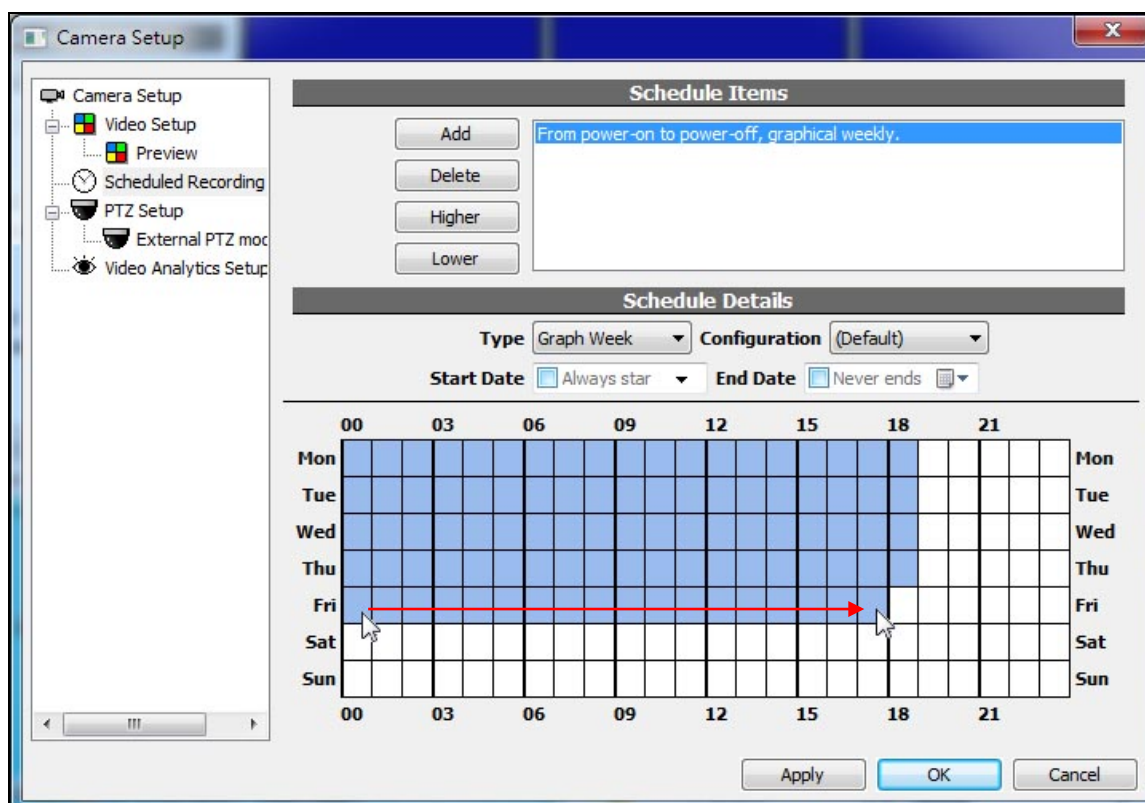 Camera Setup
Camera Setup
Video Setup
Preview
Scheduled Recording
PTZ Setup
External PTZ moc
Video Analytics Setup
Schedule Items
Add
Delete
Higher
Lower
From power-on to power-off, graphical weekly.
Schedule Details
Type Graph Week Configuration (Default)
Start Date Always star End Date Never ends
00 03 06 09 12 15 18 21
Mon Mon
Tue Tue
Wed Wed
Thu Thu
Fri Fri
Sat Sat
Sun Sun
00 03 06 09 12 15 18 21
Apply OK Cancel